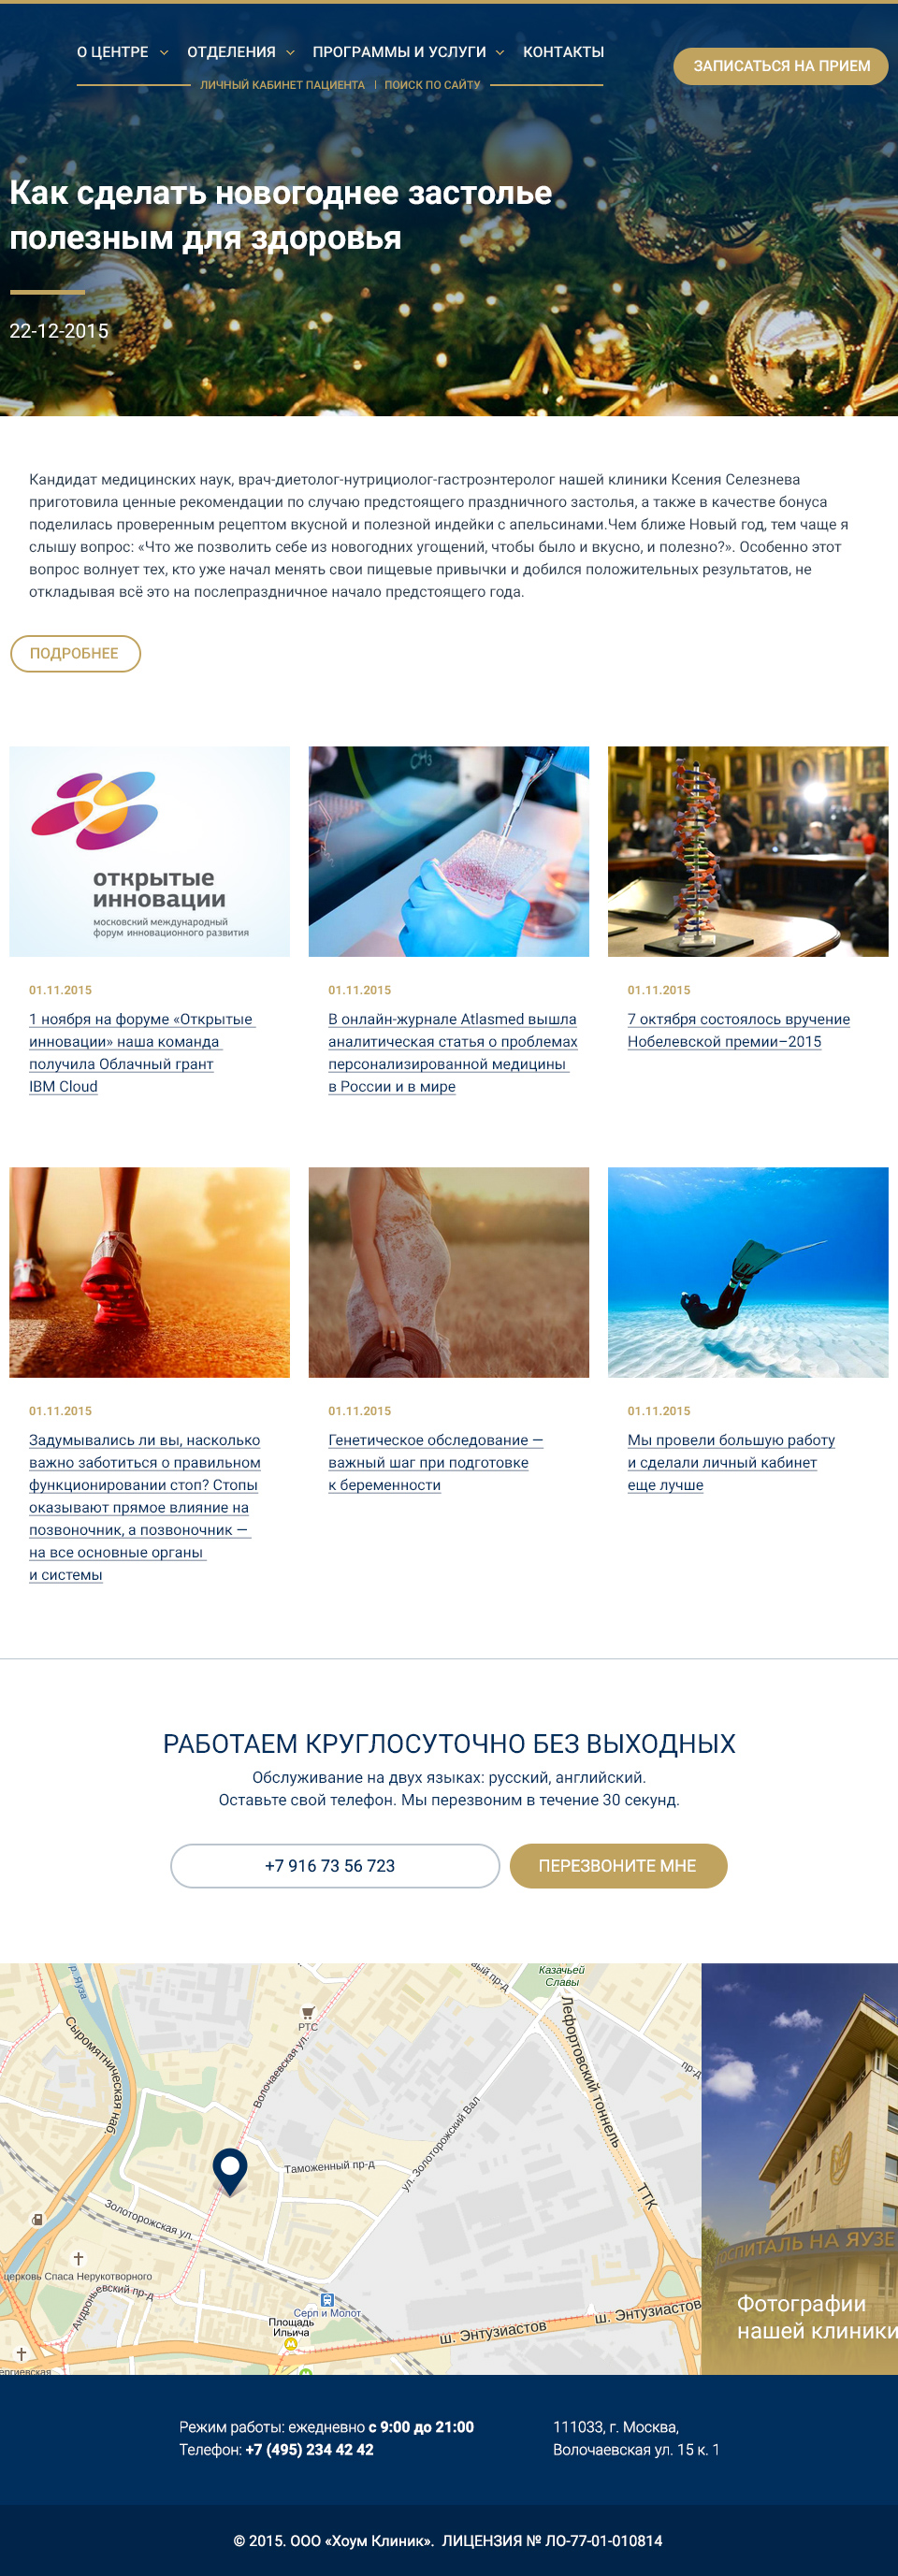 О ЦЕНТРЕ ОТДЕЛЕНИЯ ПРОГРАММЫ И УСЛУГИ КОНТАКТЫ
ЗАПИСАТЬСЯ НА ПРИЕМ
ЛИЧНЫЙ КАБИНЕТ ПАЦИЕНТА | ПОИСК ПО САЙТУ
Как сделать новогоднее застолье
полезным для здоровья
22-12-2015
Кандидат медицинских наук, врач-диетолог-нутрициолог-гастроэнтеролог нашей клиники Ксения Селезнева
приготовила ценные рекомендации по случаю предстоящего праздничного застолья, а также в качестве бонуса
поделилась проверенным рецептом вкусной и полезной индейки с апельсинами.Чем ближе Новый год, тем чаще я
слышу вопрос: «Что же позволить себе из новогодних угощений, чтобы было и вкусно, и полезно?». Особенно этот
вопрос волнует тех, кто уже начал менять свои пищевые привычки и добился положительных результатов, не
откладывая всё это на послепраздничное начало предстоящего года.
ПОДРОБНЕЕ
открытые
инновации
московский международный
форум инновационного развития
CH3
01.11.2015
1 ноября на форуме «Открытые
инновации» наша команда
получила Облачный грант
IBM Cloud
01.11.2015
В онлайн-журнале Atlasmed вышла
аналитическая статья о проблемах
персонализированной медицины
в России и в мире
01.11.2015
7 октября состоялось вручение
Нобелевской премии–2015
01.11.2015
Задумывались ли вы, насколько
важно заботиться о правильном
функционировании стоп? Стопы
оказывают прямое влияние на
позвоночник, а позвоночник —
на все основные органы
и системы
01.11.2015
Генетическое обследование —
важный шаг при подготовке
к беременности
01.11.2015
Мы провели большую работу
и сделали личный кабинет
еще лучше
РАБОТАЕМ КРУГЛОСУТОЧНО БЕЗ ВЫХОДНЫХ
Обслуживание на двух языках: русский, английский.
Оставьте свой телефон. Мы перезвоним в течение 30 секунд.
+7 916 73 56 723
ПЕРЕЗВОНИТЕ МНЕ
р. Яуза
Казачьей
Славы
вый пр-д
РТС
Сыромятническая наб
Волочаевская ул.
Лефортовский тоннель
пр-д
Таможенный пр-д
ул. Золоторожский Вал
ТТК
Золоторожская ул.
церковь Спаса Нерукотворного
Андроньевский пр-д
Серп и Молот
Площадь
Ильича
ш. Энтузиастов
ш. Энтузиастов
ергиевская
ОСПИТАЛЬ НА ЯУЗЕ
Фотографии
нашей клиники
Режим работы: ежедневно с 9:00 до 21:00
Телефон: +7 (495) 234 42 42
111033, г. Москва,
Волочаевская ул. 15 к. 1
© 2015. ООО «Хоум Клиник». ЛИЦЕНЗИЯ № ЛО-77-01-010814